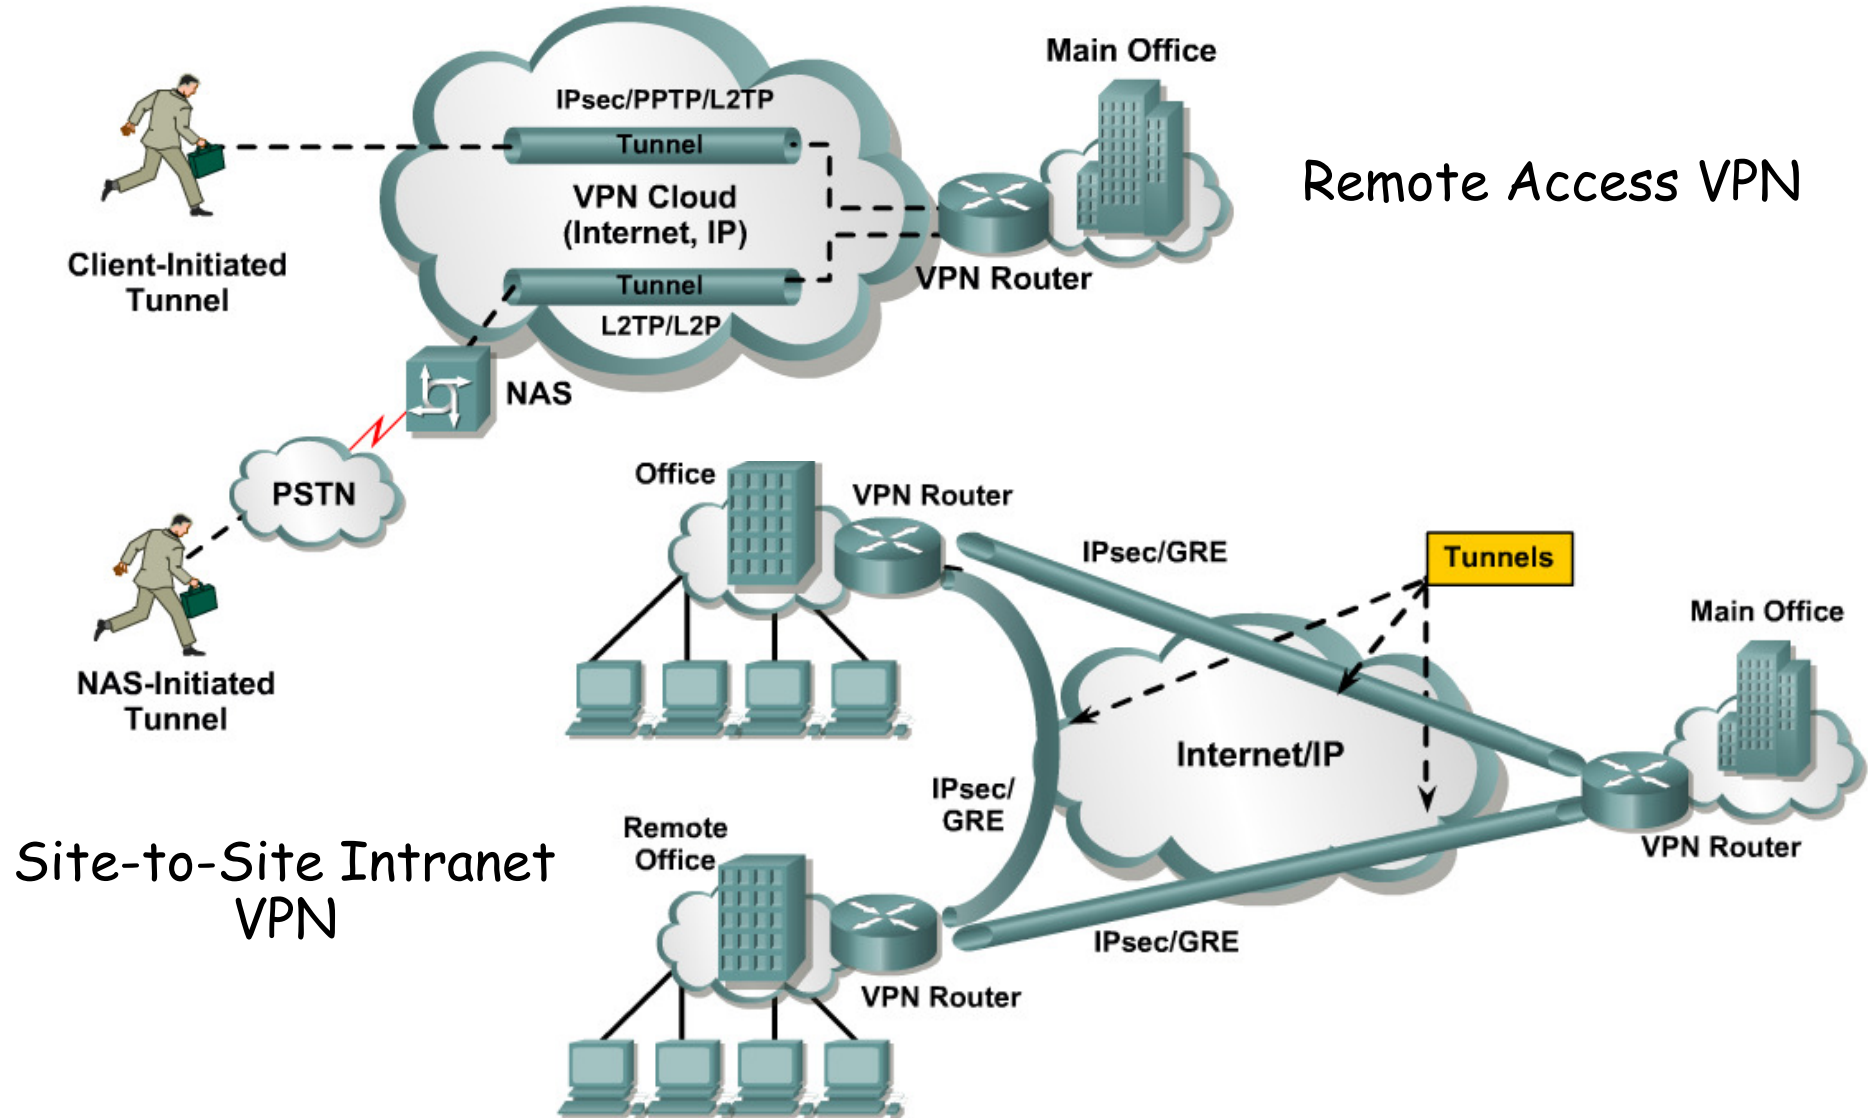 Main Office
IPsec/PPTP/L2TP
Tunnel
Remote Access VPN
VPN Cloud
(Internet, IP)
Client-Initiated
Tunnel
VPN Router
Tunnel
L2TP/L2P
NAS
PSTN
NAS-Initiated
Tunnel
Office
VPN Router
IPsec/GRE
Tunnels
Main Office
Internet/IP
IPsec/
GRE
VPN Router
Site-to-Site Intranet
VPN
Remote
Office
IPsec/GRE
VPN Router